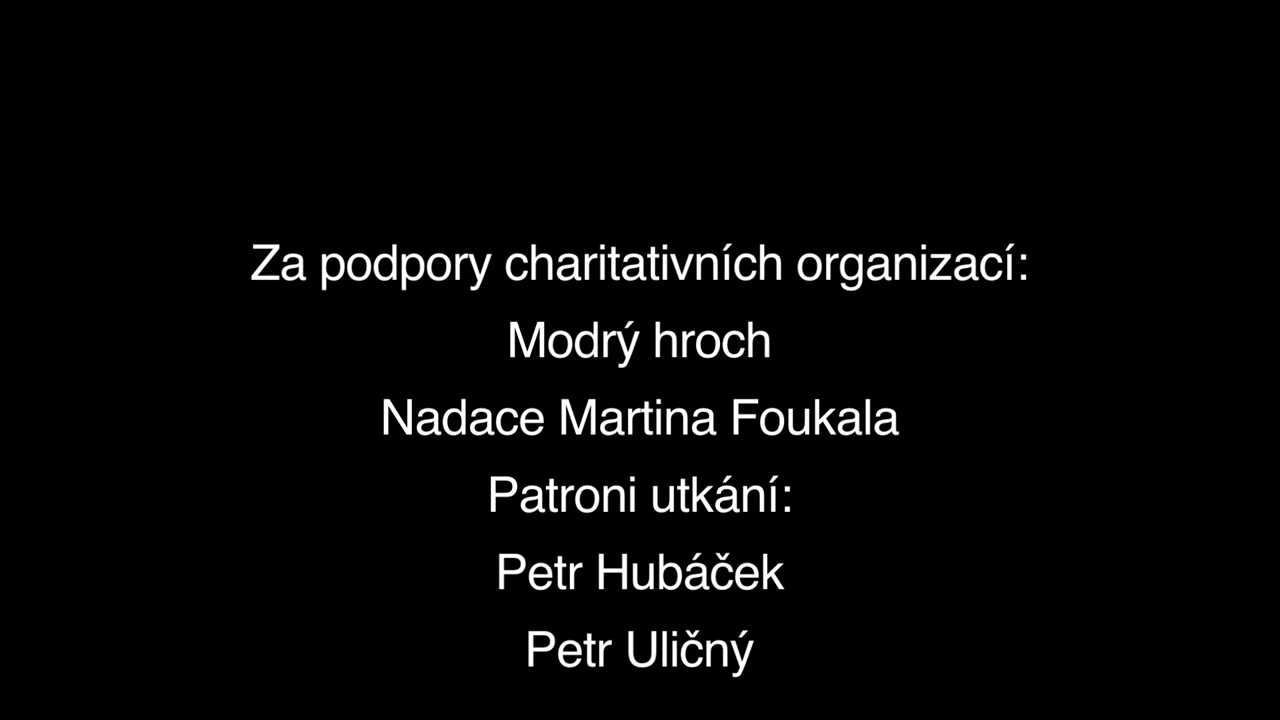 Za podpory charitativních organizací:
Modrý hroch
Nadace Martina Foukala
Patroni utkání:
Petr Hubáček
Petr Uličný